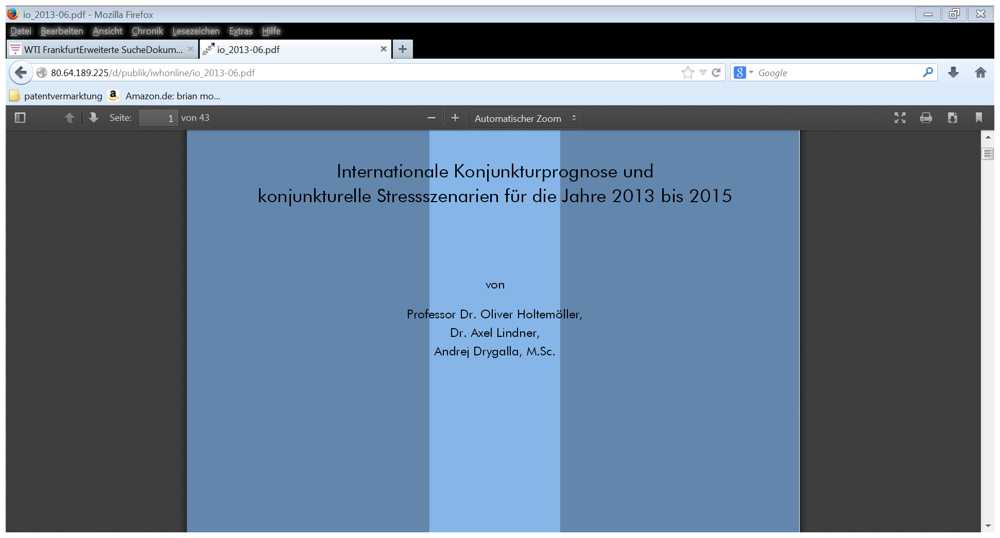 io_2013-06.pdf - Mozilla Firefox
Datei Bearbeiten Ansicht Chronik Lesezeichen Extras Hilfe
WTI FrankfurtErweiterte SucheDokum... io_2013-06.pdf
80.64.189.225/d/publik/iwhonline/io_2013-06.pdf Google
patentvermarktung Amazon.de: brian mo...
Seite: 1 von 43 Automatischer Zoom
Internationale Konjunkturprognose und
konjunkturelle Stressszenarien für die Jahre 2013 bis 2015
von
Professor Dr. Oliver Holtemöller,
Dr. Axel Lindner,
Andrej Drygalla, M.Sc.